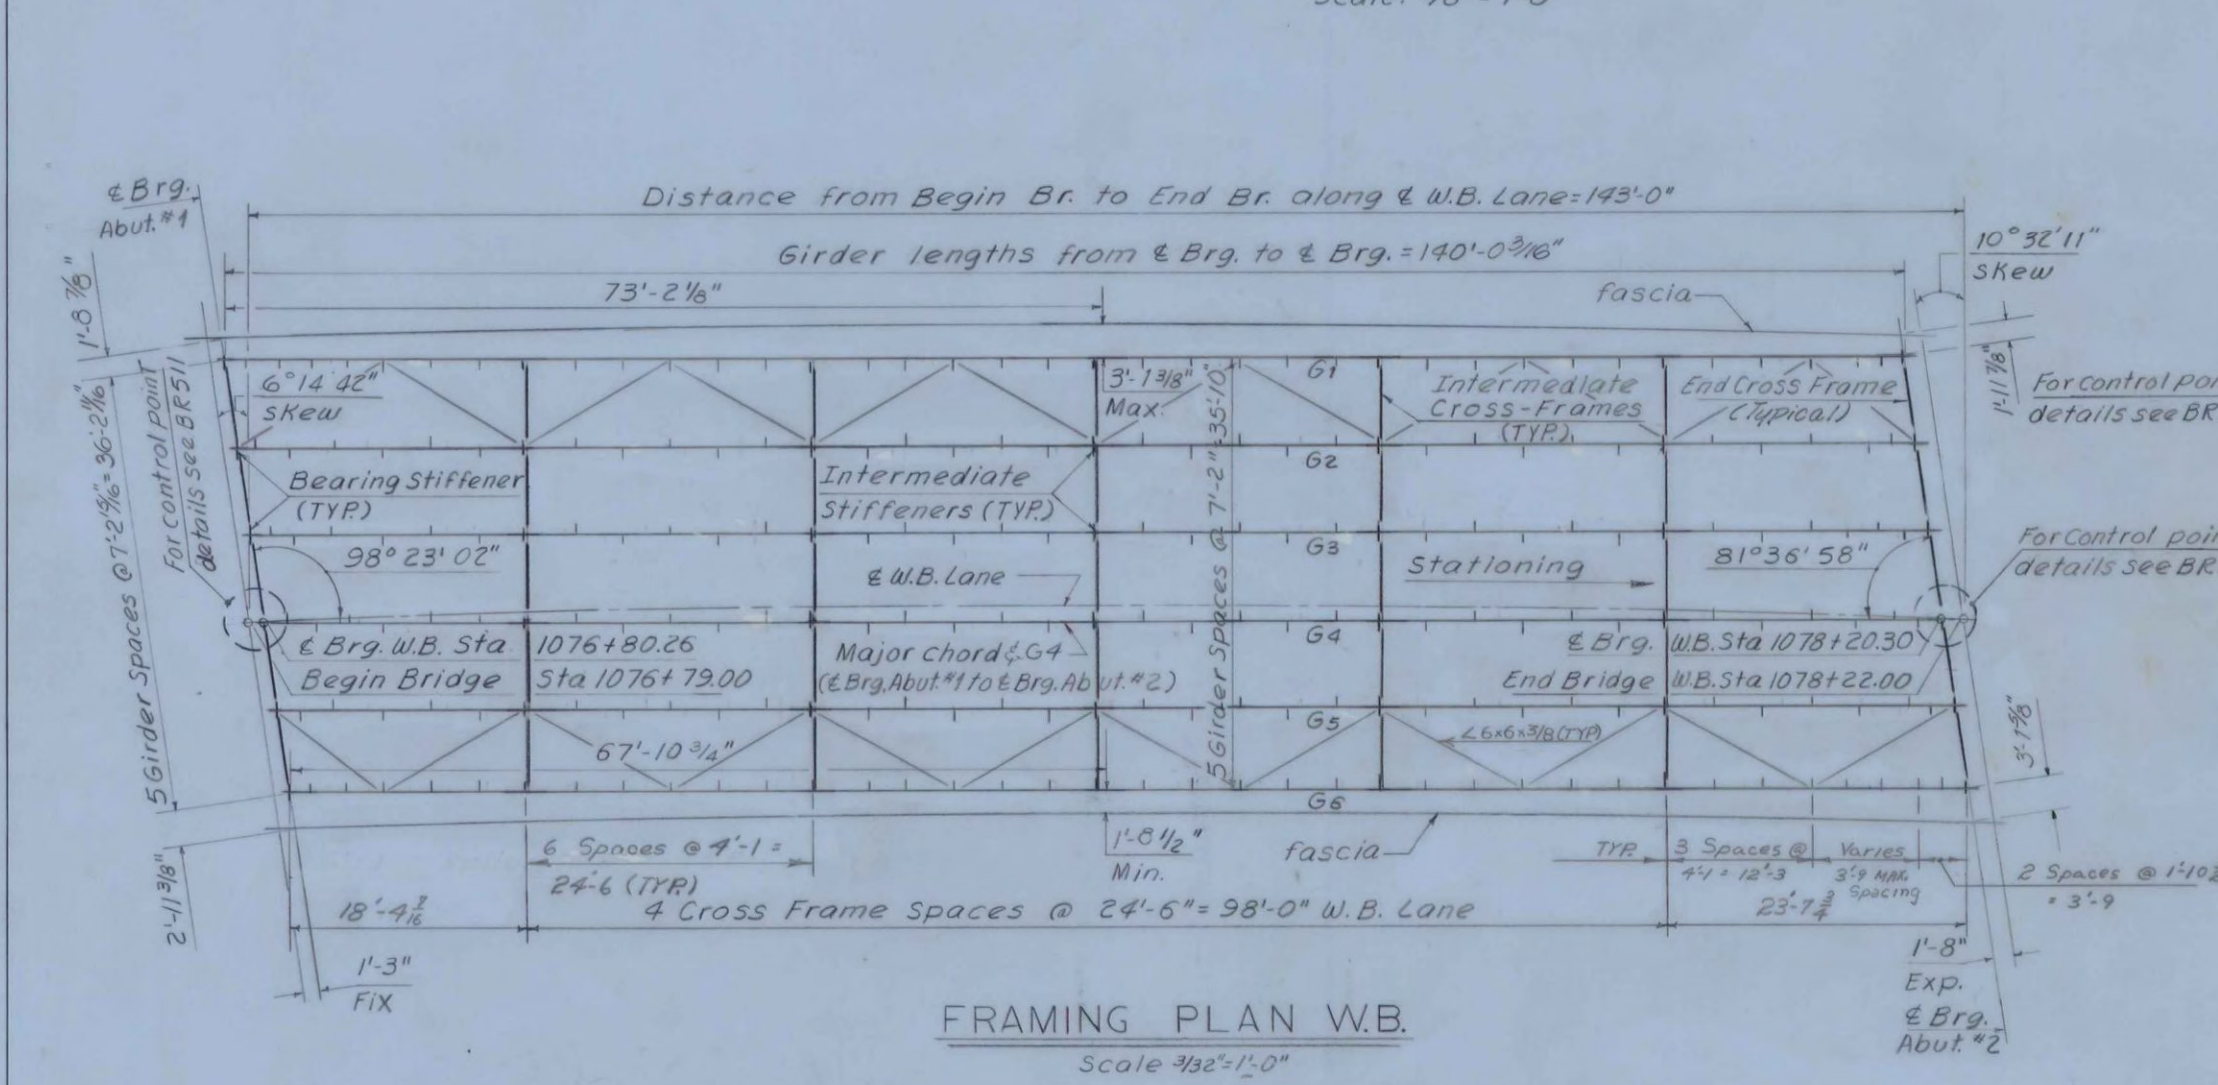 Distance from Begin Br. to End Br. along ℄ W.B. Lane=143'-0"
℄ Brg.
Abut.#1
Girder lengths from ℄ Brg. to ℄ Brg.=140'-0 3/16"
10°32'11"
skew
73'-2 1/8"
fascia
1'-8 7/8"
6°14'42"
skew
3'-1 3/8"
Max.
G1
Intermediate
Cross-Frames
(TYP.)
End Cross Frame
(Typical)
1'-11 7/8"
For control
details see BR
5 Girder Spaces @ 7'-2 15/16"=36'-2 11/16"
For control point
details see BR511
Bearing Stiffener
(TYP.)
Intermediate
Stiffeners (TYP.)
5 Girder Spaces @ 7'-2"=35'-10"
G2
98°23'02"
℄ W.B. Lane
G3
Stationing
81°36'58"
For Control
details see BR
℄ Brg. W.B. Sta 1076+80.26
Begin Bridge Sta 1076+79.00
Major chord ℄ G4
(℄ Brg. Abut.#1 to ℄ Brg. Abut.#2)
G4
℄ Brg. W.B. Sta 1078+20.30
End Bridge W.B. Sta 1078+22.00
67'-10 3/4"
G5
∠6x6x3/8(TYP)
3'-1 5/8"
G6
2'-11 3/8"
6 Spaces @ 4'-1 =
24'-6 (TYP.)
1'-8 1/2"
Min.
fascia
TYP.
3 Spaces @
4'-1 = 12'-3
Varies
3'-9 MAX.
Spacing
2 Spaces @
= 3'-9
18'-4 7/16
4 Cross Frame Spaces @ 24'-6"=98'-0" W.B. Lane
23'-7 3/4
1'-3"
Fix
1'-8"
Exp.
℄ Brg.
Abut.#2
FRAMING PLAN W.B.
Scale 3/32"=1'-0"